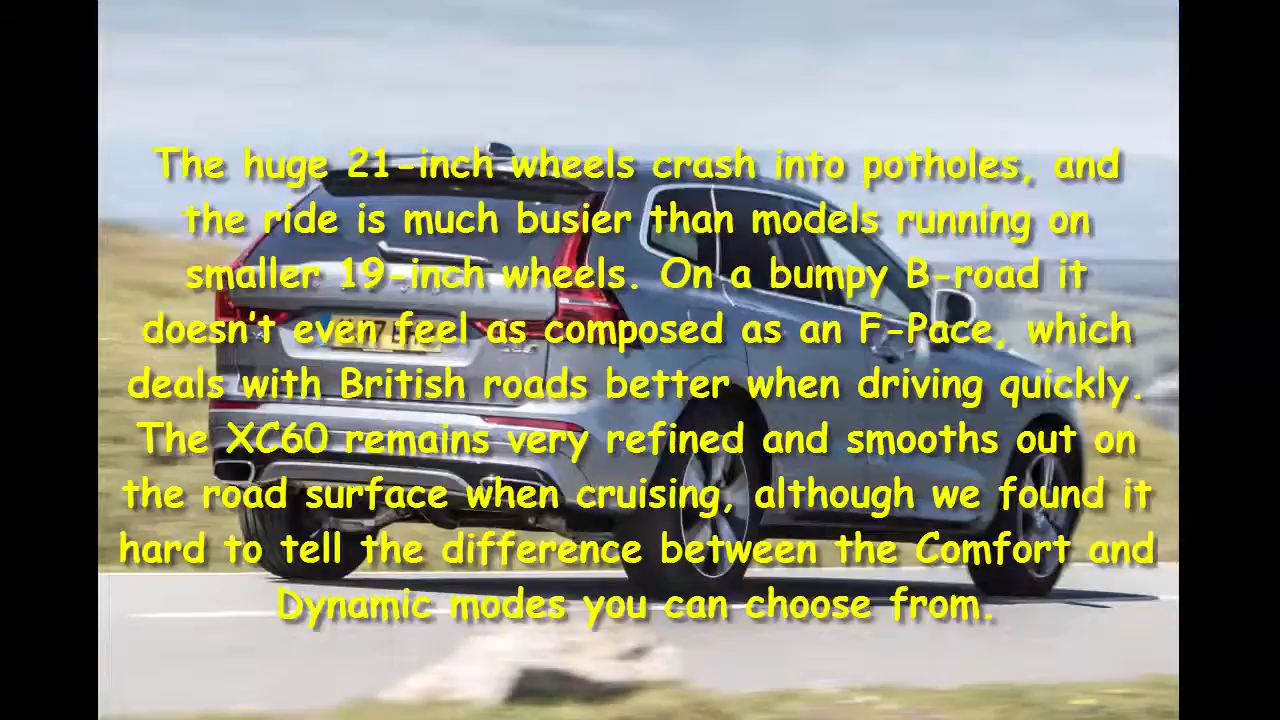 The huge 21-inch wheels crash into potholes, and
the ride is much busier than models running on
smaller 19-inch wheels. On a bumpy B-road it
doesn’t even feel as composed as an F-Pace, which
deals with British roads better when driving quickly.
The XC60 remains very refined and smooths out on
the road surface when cruising, although we found it
hard to tell the difference between the Comfort and
Dynamic modes you can choose from.